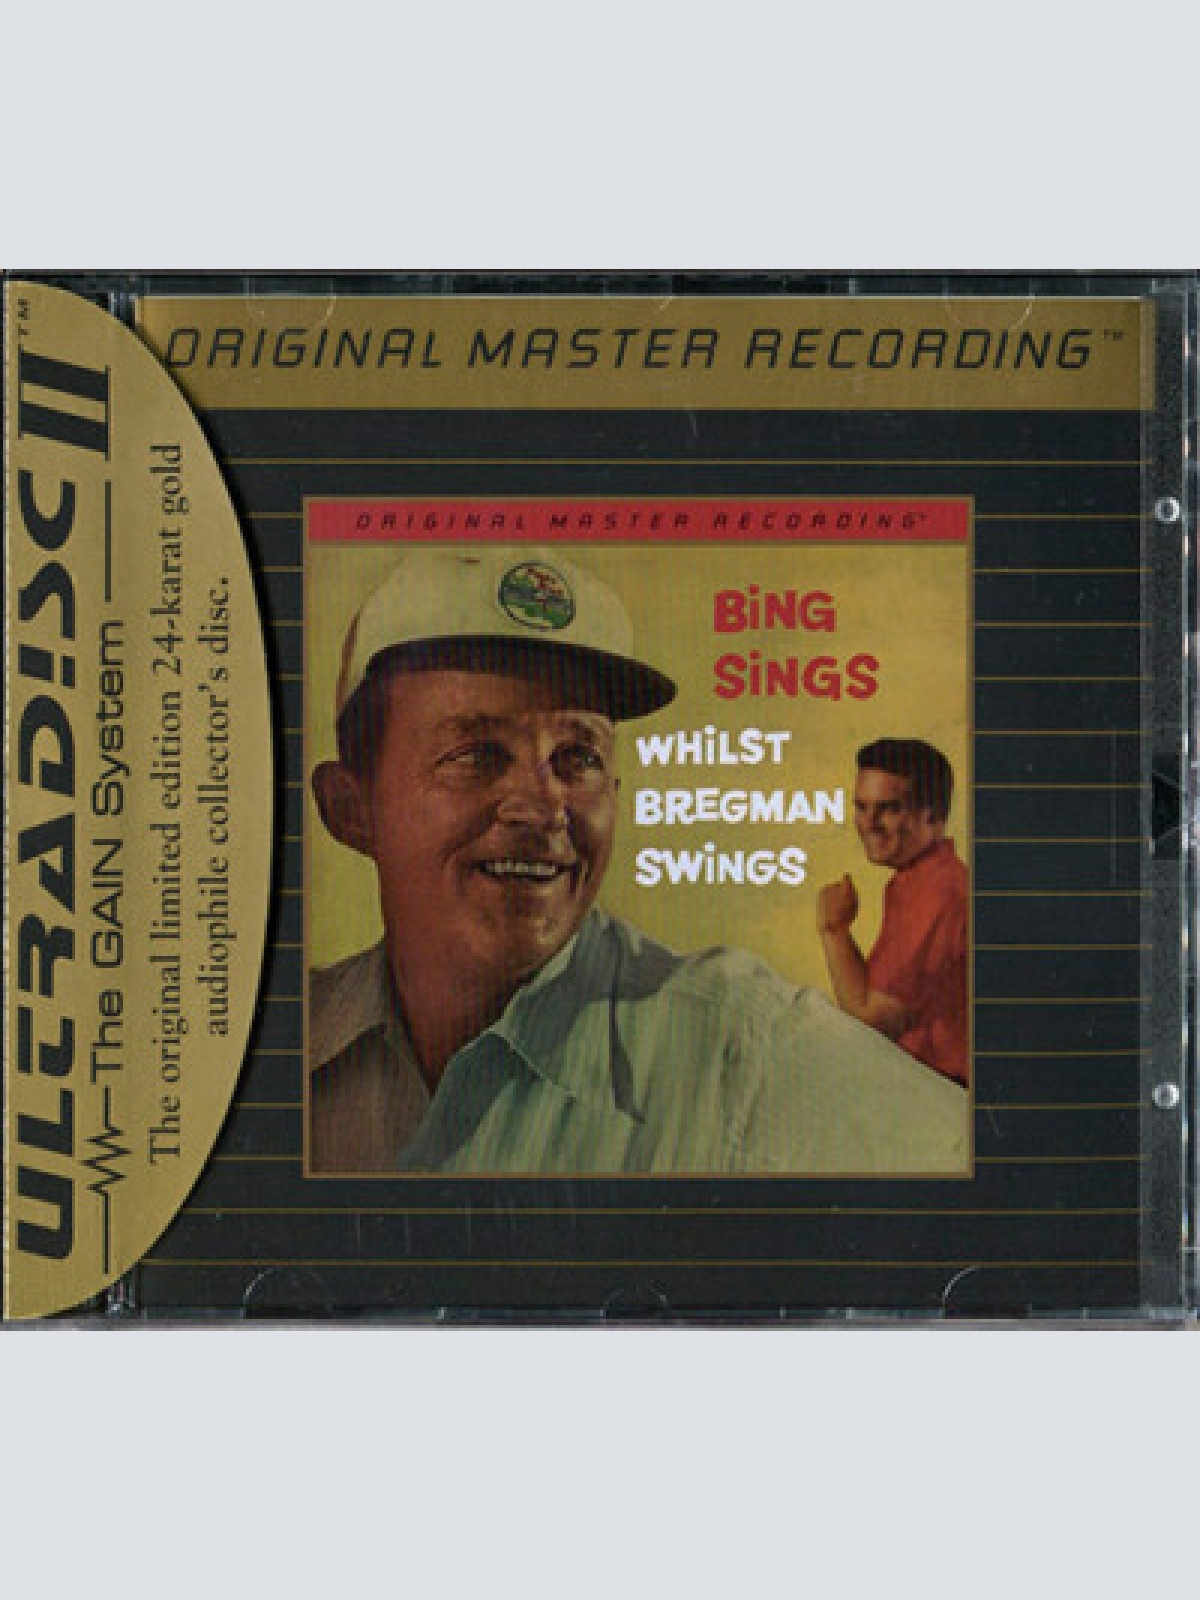 ORIGINAL MASTER RECORDING™
ULTRADISC II™
The GAIN System
The original limited edition 24-karat gold
audiophile collector's disc.
ORIGINAL MASTER RECORDING
BiNG
SiNGS
WHiLST
BREGMAN
SWiNGS